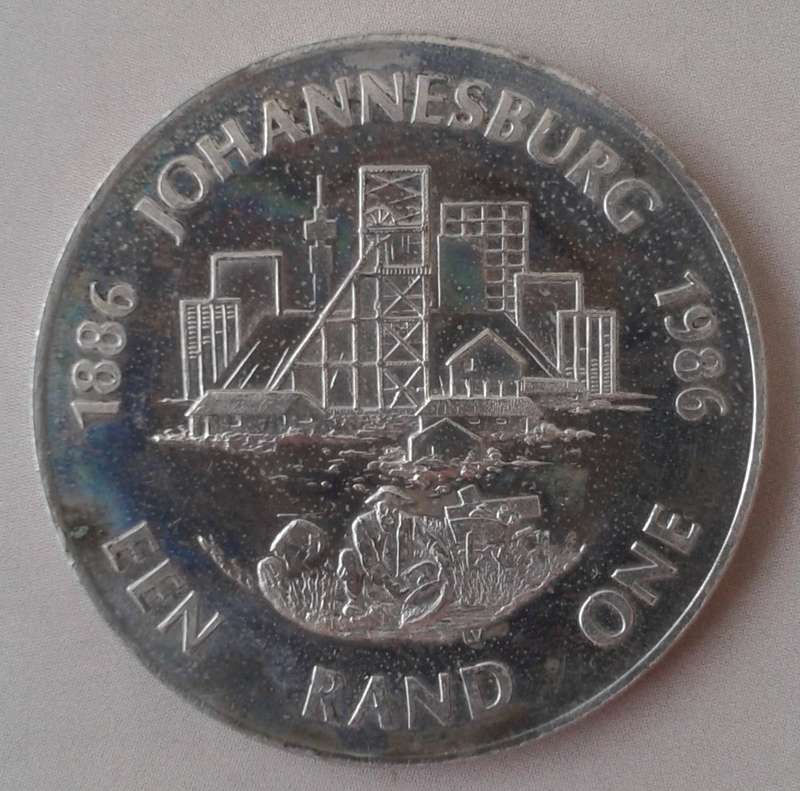 JOHANNESBURG
1886
1986
EEN RAND ONE